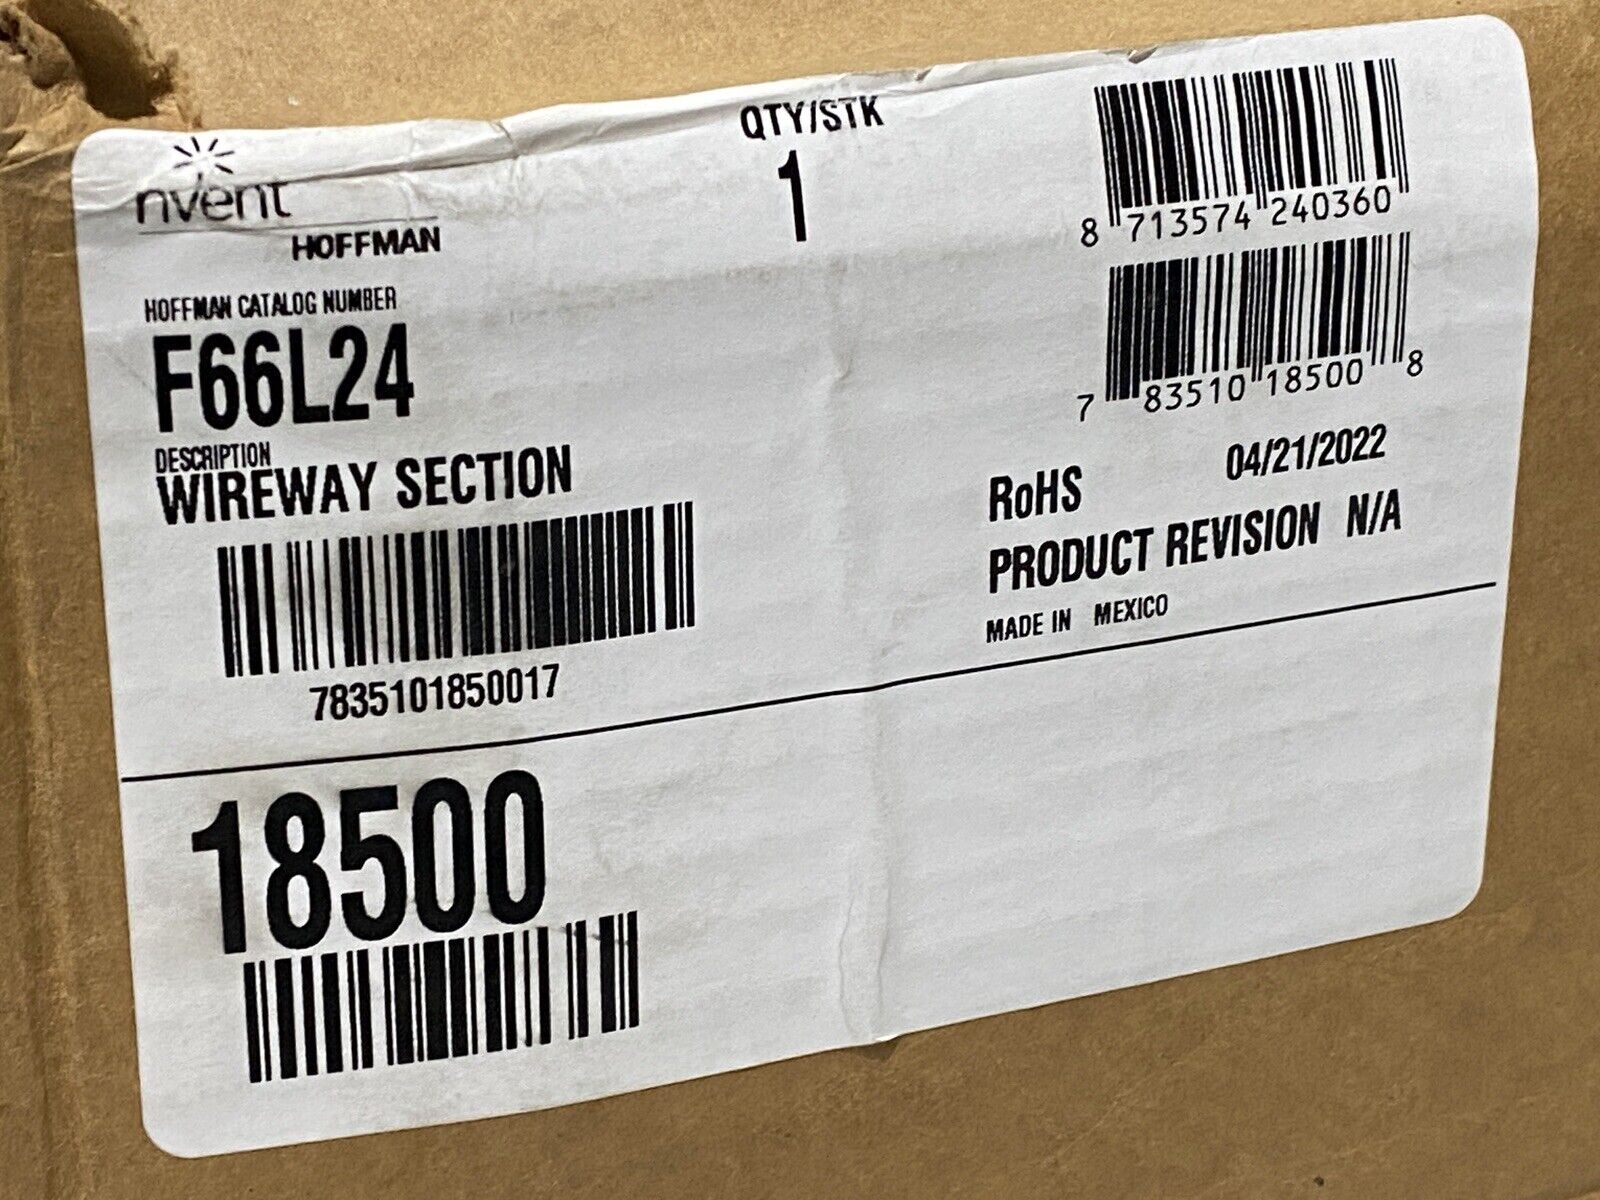 nVent
HOFFMAN
QTY/STK
1
8 713574 240360
HOFFMAN CATALOG NUMBER
F66L24
7 83510 18500 8
DESCRIPTION
WIREWAY SECTION
RoHS 04/21/2022
PRODUCT REVISION N/A
MADE IN MEXICO
7835101850017
18500